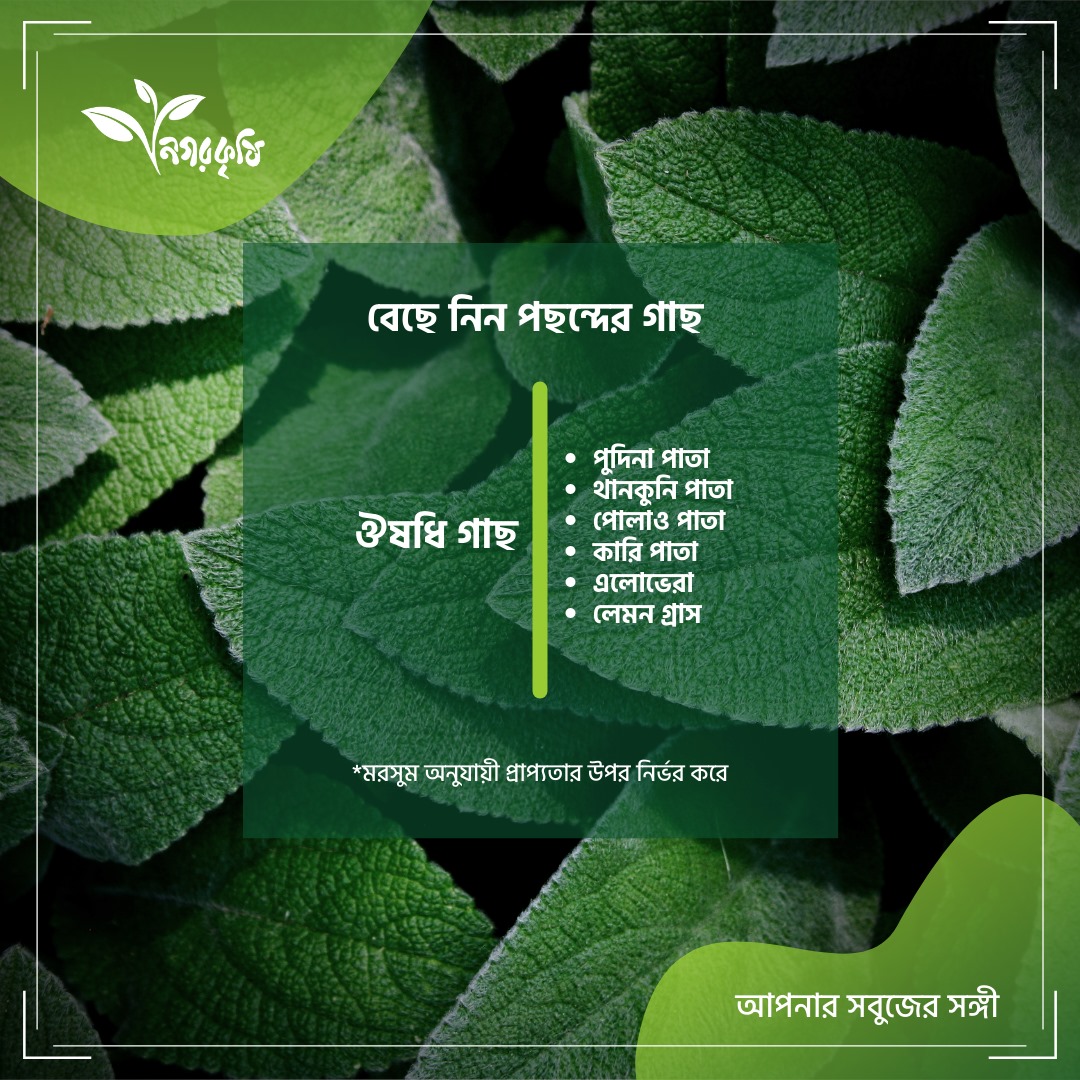 নগরকৃষি
বেছে নিন পছন্দের গাছ
ঔষধি গাছ
• পুদিনা পাতা
• থানকুনি পাতা
• পোলাও পাতা
• কারি পাতা
• এলোভেরা
• লেমন গ্রাস
*মরসুম অনুযায়ী প্রাপ্যতার উপর নির্ভর করে
আপনার সবুজের সঙ্গী